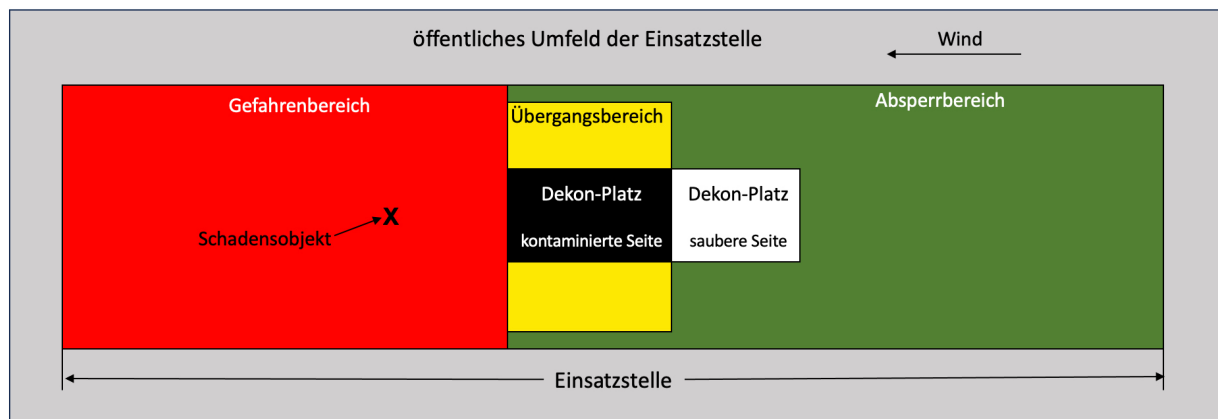 öffentliches Umfeld der Einsatzstelle
Wind
Gefahrenbereich
Absperrbereich
Übergangsbereich
Dekon-Platz
kontaminierte Seite
Dekon-Platz
saubere Seite
X
Schadensobjekt
Einsatzstelle